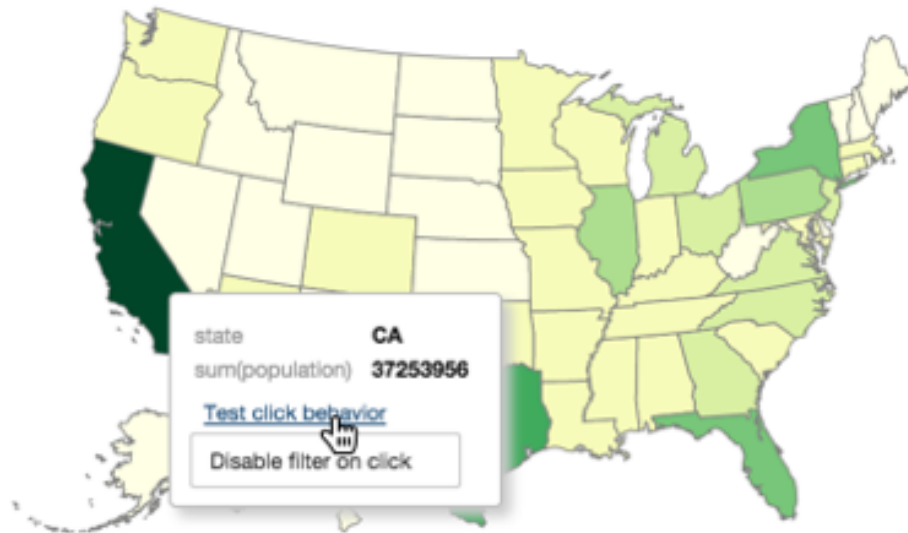 state CA
sum(population) 37253956
Test click behavior
Disable filter on click